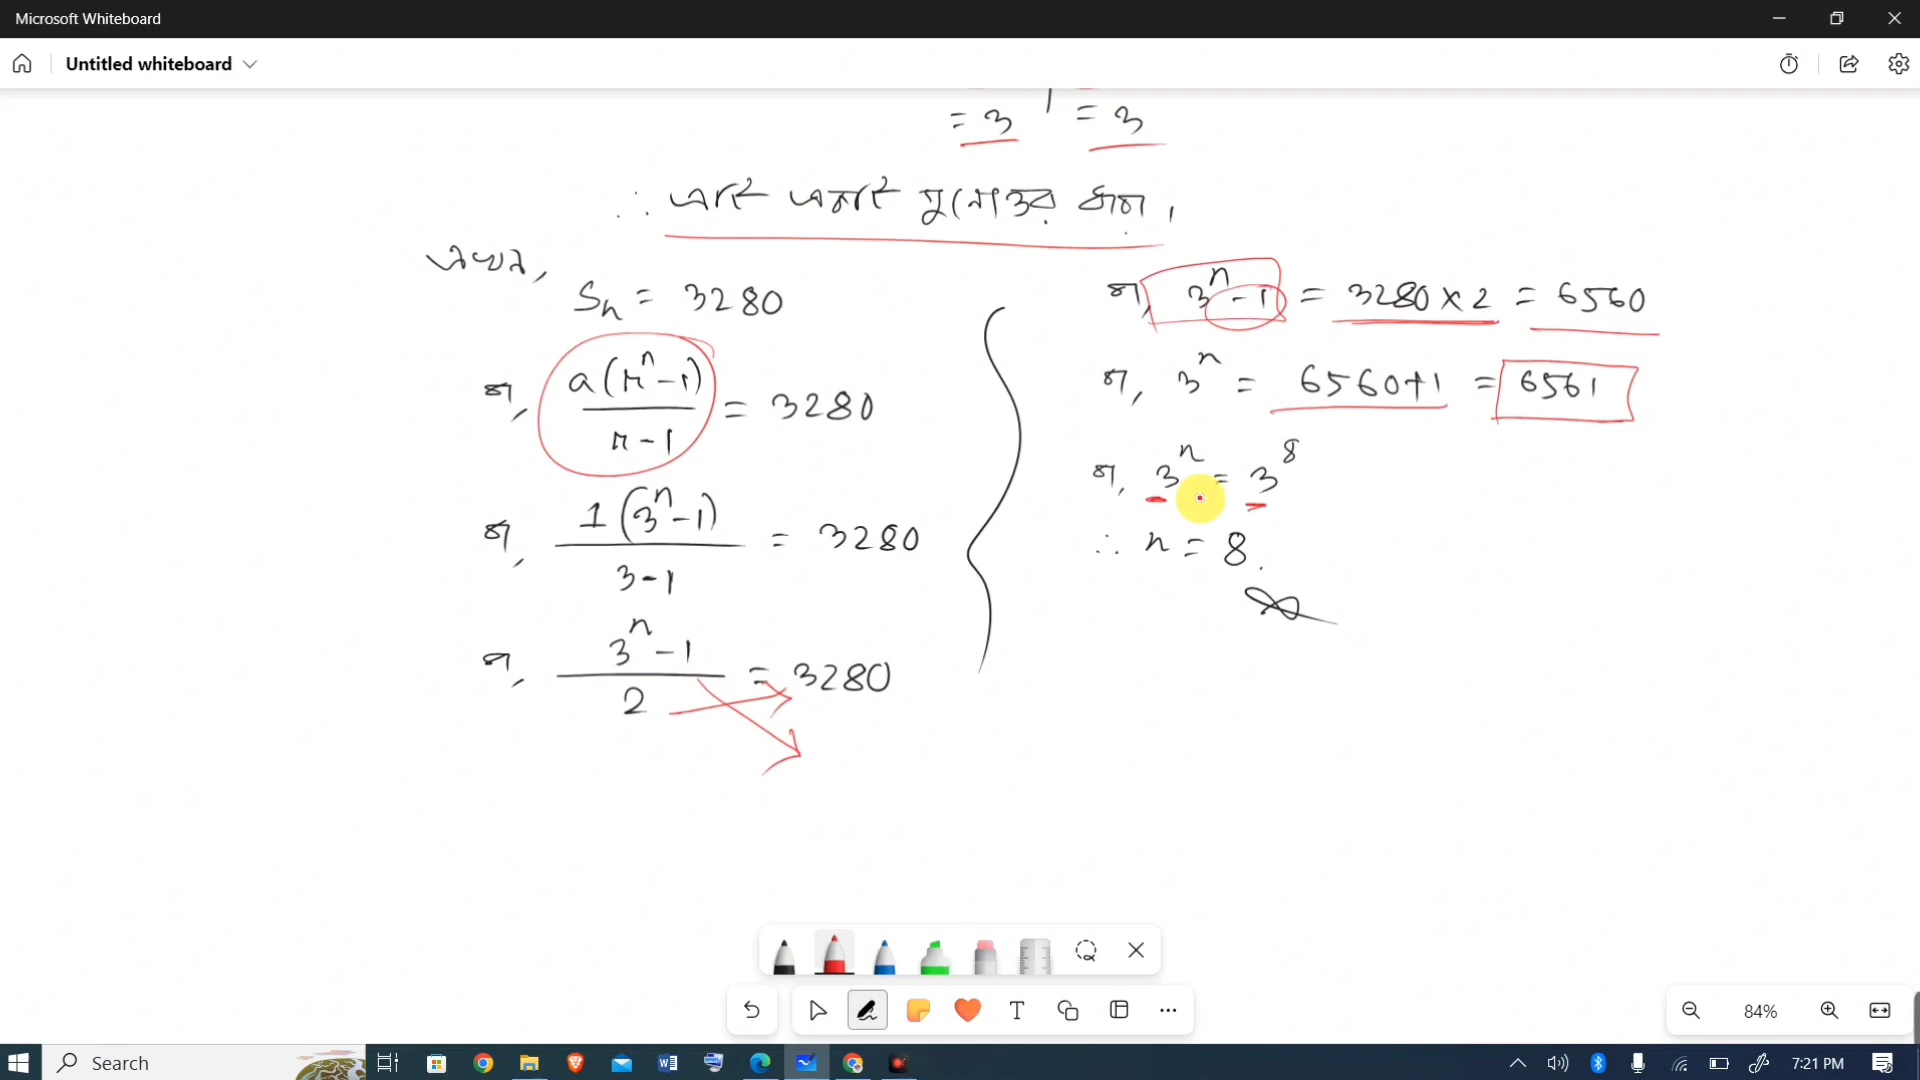 Microsoft Whiteboard
Untitled whiteboard
= 3 | = 3
∴ এটি একটি গুণোত্তর ধারা ।
এখন,
Sn = 3280
বা, a(r^n - 1) / r - 1 = 3280
বা, 1(3^n - 1) / 3 - 1 = 3280
বা, 3^n - 1 / 2 = 3280
বা, 3^n - 1 = 3280 × 2 = 6560
বা, 3^n = 6560+1 = 6561
বা, 3^n = 3^8
∴ n = 8.
84%
Search
7:21 PM